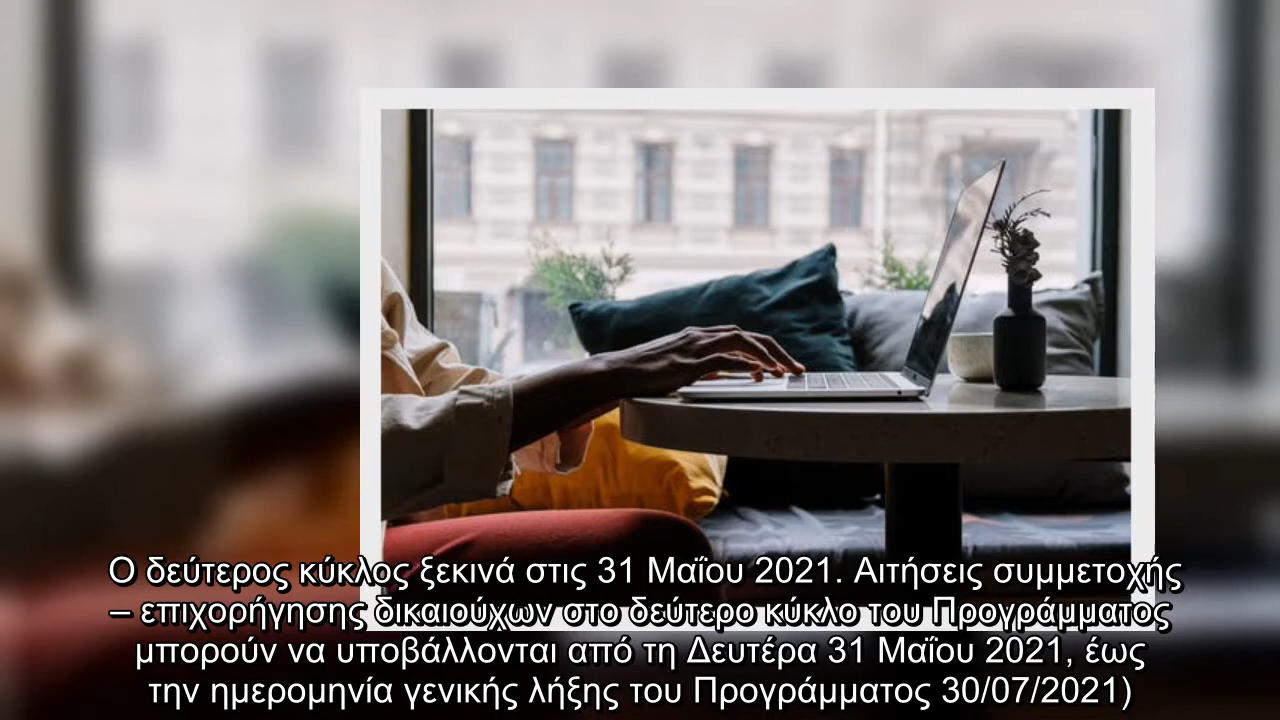 Ο δεύτερος κύκλος ξεκινά στις 31 Μαΐου 2021. Αιτήσεις συμμετοχής
– επιχορήγησης δικαιούχων στο δεύτερο κύκλο του Προγράμματος
μπορούν να υποβάλλονται από τη Δευτέρα 31 Μαΐου 2021, έως
την ημερομηνία γενικής λήξης του Προγράμματος 30/07/2021)